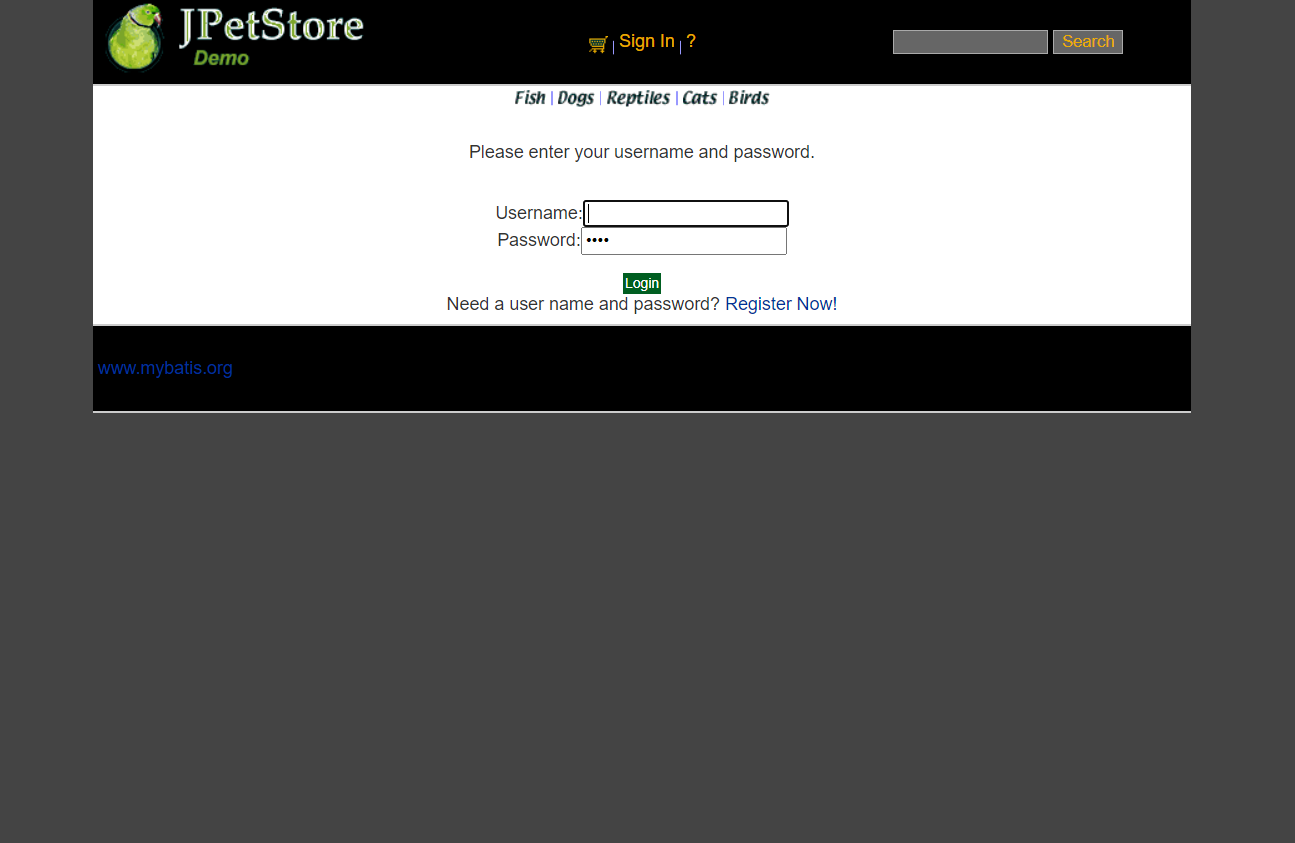 JPetStore
Demo
Sign In | ?
Search
Fish | Dogs | Reptiles | Cats | Birds
Please enter your username and password.
Username:
Password: ••••
Login
Need a user name and password? Register Now!
www.mybatis.org